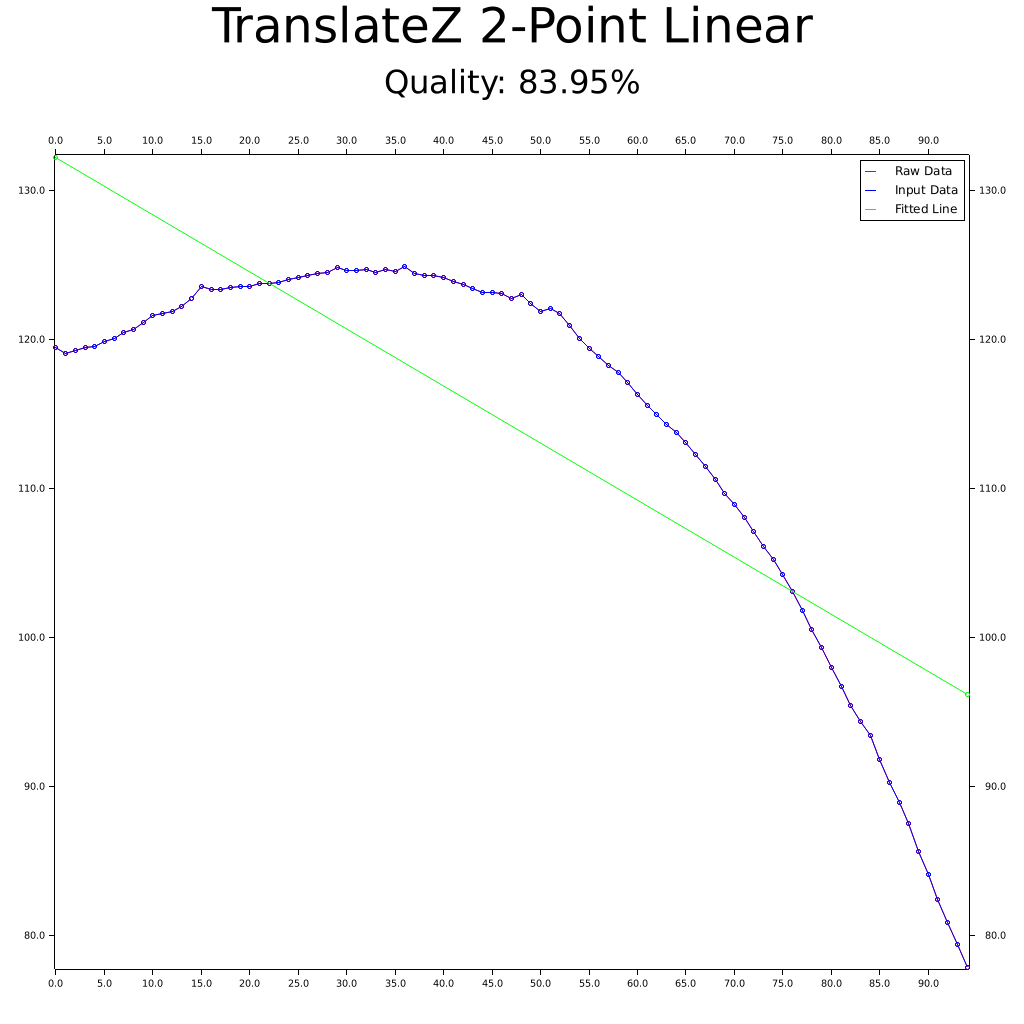 TranslateZ 2-Point Linear
Quality: 83.95%
0.0 5.0 10.0 15.0 20.0 25.0 30.0 35.0 40.0 45.0 50.0 55.0 60.0 65.0 70.0 75.0 80.0 85.0 90.0
Raw Data
130.0 Input Data 130.0
Fitted Line
120.0 120.0
110.0 110.0
100.0 100.0
90.0 90.0
80.0 80.0
0.0 5.0 10.0 15.0 20.0 25.0 30.0 35.0 40.0 45.0 50.0 55.0 60.0 65.0 70.0 75.0 80.0 85.0 90.0